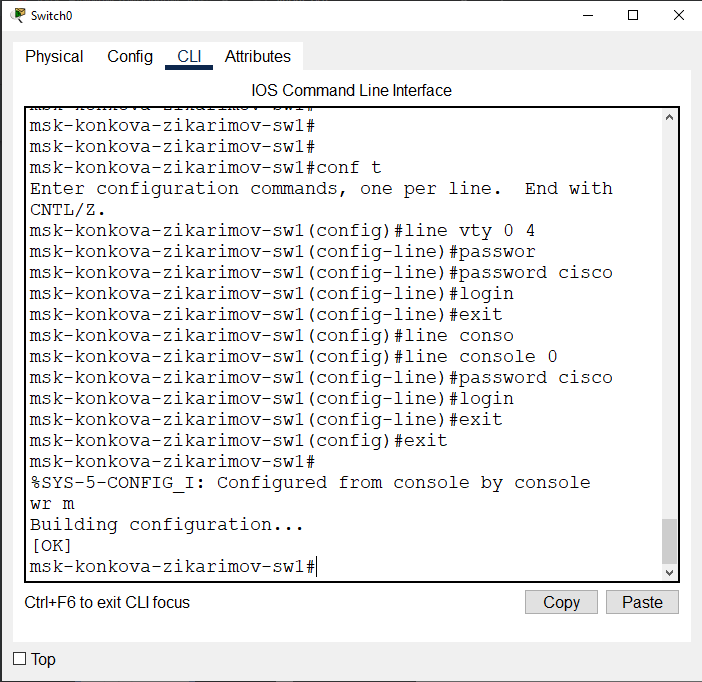 Switch0
Physical Config CLI Attributes
IOS Command Line Interface
msk-konkova-zikarimov-sw1#
msk-konkova-zikarimov-sw1#
msk-konkova-zikarimov-sw1#
msk-konkova-zikarimov-sw1#conf t
Enter configuration commands, one per line.  End with
CNTL/Z.
msk-konkova-zikarimov-sw1(config)#line vty 0 4
msk-konkova-zikarimov-sw1(config-line)#passwor
msk-konkova-zikarimov-sw1(config-line)#password cisco
msk-konkova-zikarimov-sw1(config-line)#login
msk-konkova-zikarimov-sw1(config-line)#exit
msk-konkova-zikarimov-sw1(config)#line conso
msk-konkova-zikarimov-sw1(config)#line console 0
msk-konkova-zikarimov-sw1(config-line)#password cisco
msk-konkova-zikarimov-sw1(config-line)#login
msk-konkova-zikarimov-sw1(config-line)#exit
msk-konkova-zikarimov-sw1(config)#exit
msk-konkova-zikarimov-sw1#
%SYS-5-CONFIG_I: Configured from console by console
wr m
Building configuration...
[OK]
msk-konkova-zikarimov-sw1#
Ctrl+F6 to exit CLI focus
Copy Paste
Top